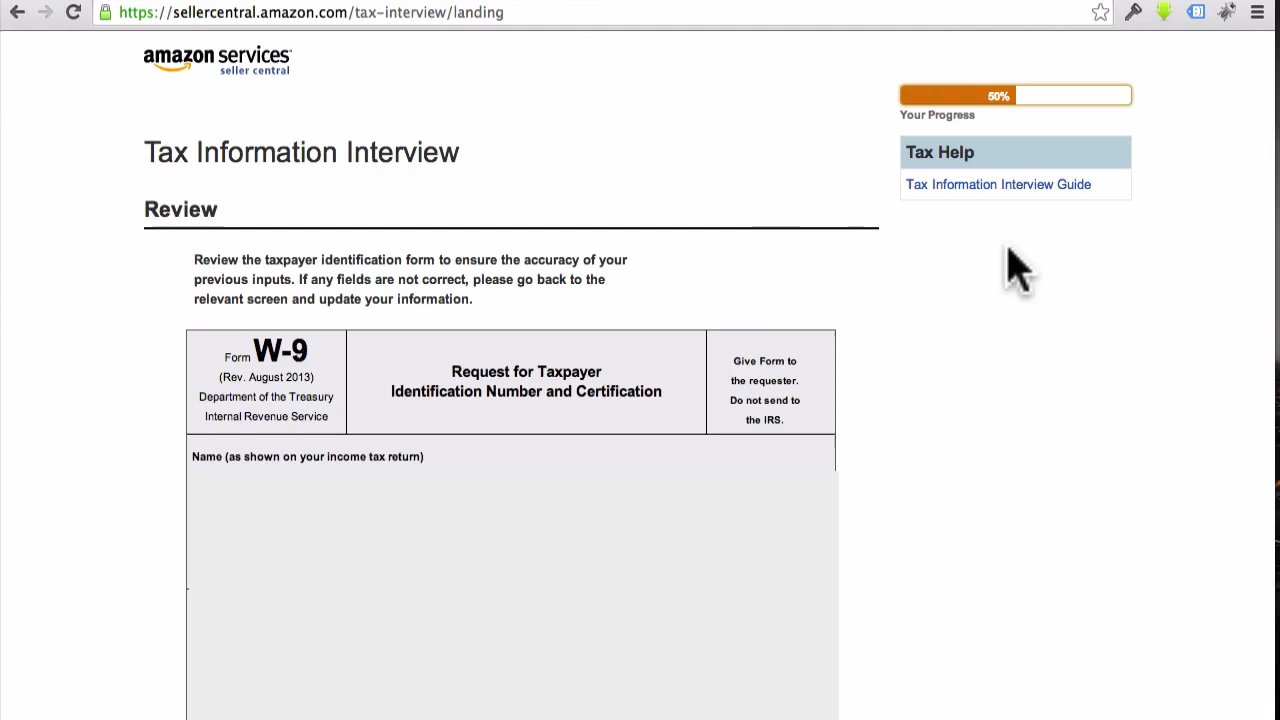 https://sellercentral.amazon.com/tax-interview/landing
amazon services
seller central
50%
Your Progress
Tax Help
Tax Information Interview Guide
Tax Information Interview
Review
Review the taxpayer identification form to ensure the accuracy of your
previous inputs. If any fields are not correct, please go back to the
relevant screen and update your information.
Form W-9
(Rev. August 2013)
Department of the Treasury
Internal Revenue Service
Request for Taxpayer
Identification Number and Certification
Give Form to
the requester.
Do not send to
the IRS.
Name (as shown on your income tax return)